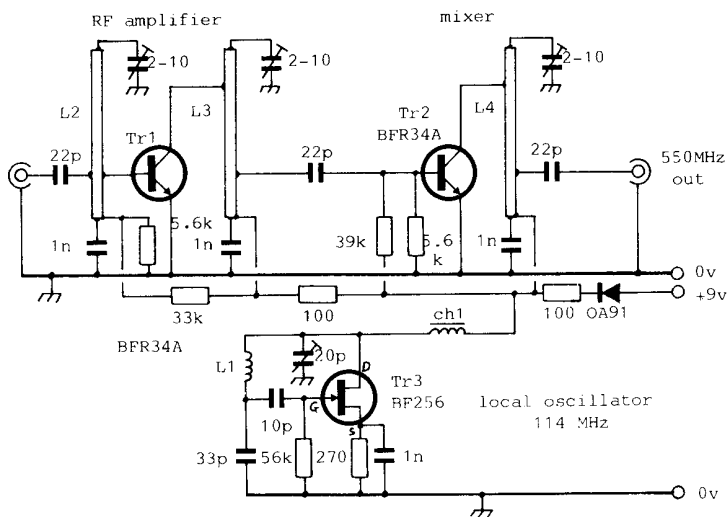 RF amplifier
mixer
2-10
2-10
2-10
L2
L3
L4
Tr1
Tr2
BFR34A
22p
22p
22p
550MHz
out
1n
5.6k
1n
39k
5.6
k
1n
0v
+9v
33k
100
100
OA91
ch1
BFR34A
L1
20p
D
Tr3
BF256
G
S
local oscillator
114 MHz
10p
33p
56k
270
1n
0v